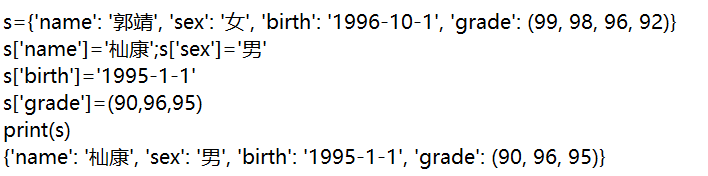 s={'name': '郭靖', 'sex': '女', 'birth': '1996-10-1', 'grade': (99, 98, 96, 92)}
s['name']='杣康';s['sex']='男'
s['birth']='1995-1-1'
s['grade']=(90,96,95)
print(s)
{'name': '杣康', 'sex': '男', 'birth': '1995-1-1', 'grade': (90, 96, 95)}